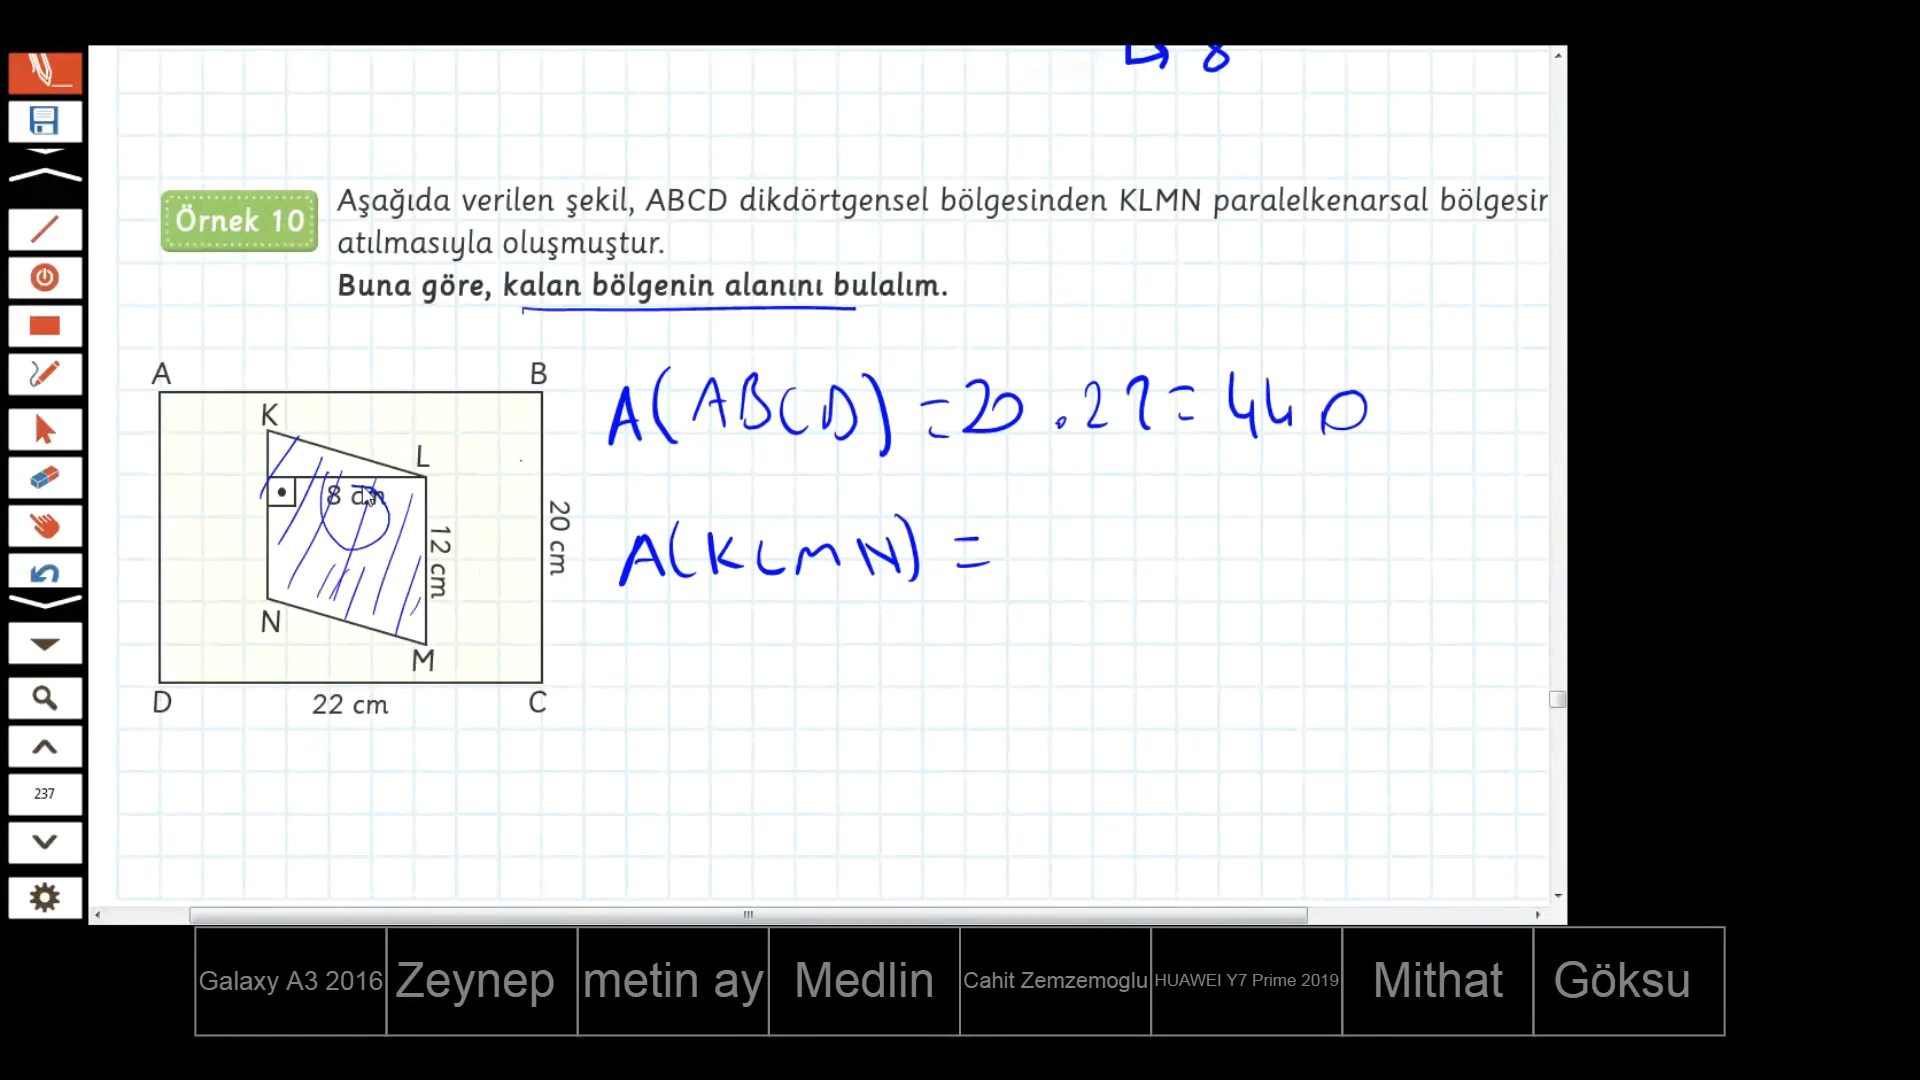 8
Örnek 10
Aşağıda verilen şekil, ABCD dikdörtgensel bölgesinden KLMN paralelkenarsal bölgesin
atılmasıyla oluşmuştur.
Buna göre, kalan bölgenin alanını bulalım.
A
B
K
L
8 cm
12 cm
20 cm
N
M
D
22 cm
C
A(ABCD) = 20 . 22 = 440
A(KLMN) =
237
Galaxy A3 2016
Zeynep
metin ay
Medlin
Cahit Zemzemoglu
HUAWEI Y7 Prime 2019
Mithat
Göksu